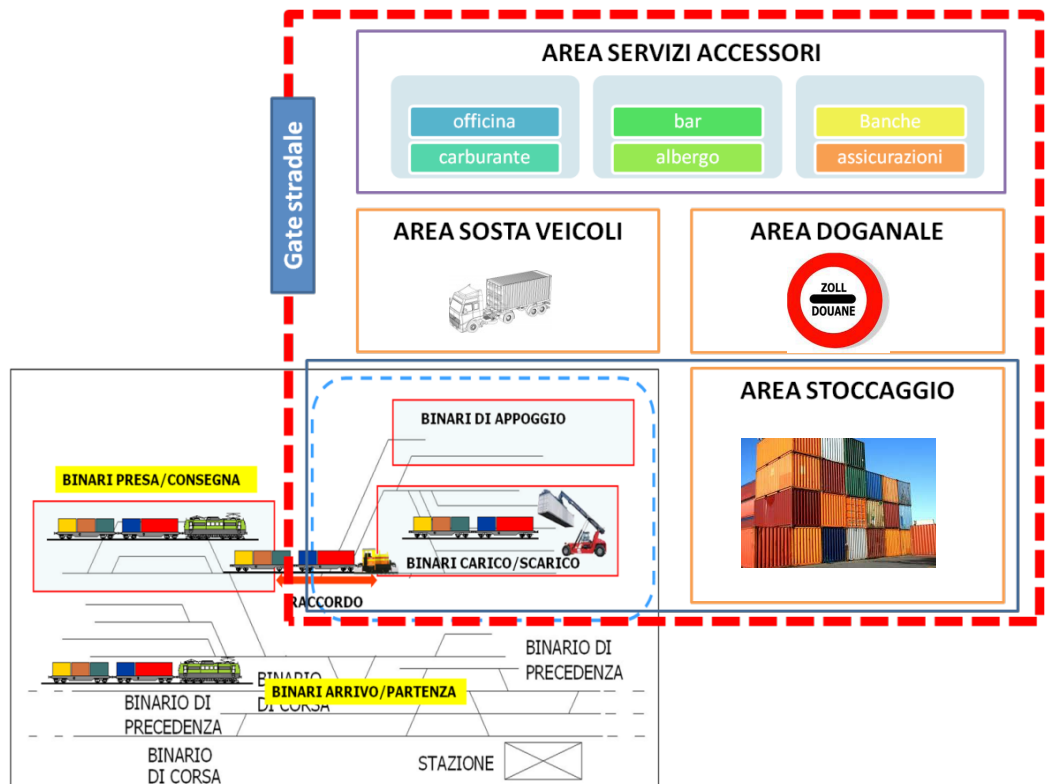 AREA SERVIZI ACCESSORI
officina
bar
Banche
carburante
albergo
assicurazioni
Gate stradale
AREA SOSTA VEICOLI
AREA DOGANALE
ZOLL
DOUANE
AREA STOCCAGGIO
BINARI DI APPOGGIO
BINARI PRESA/CONSEGNA
BINARI CARICO/SCARICO
RACCORDO
BINARIO DI
PRECEDENZA
BINARIO
DI CORSA
BINARI ARRIVO/PARTENZA
BINARIO DI
PRECEDENZA
BINARIO
DI CORSA
STAZIONE